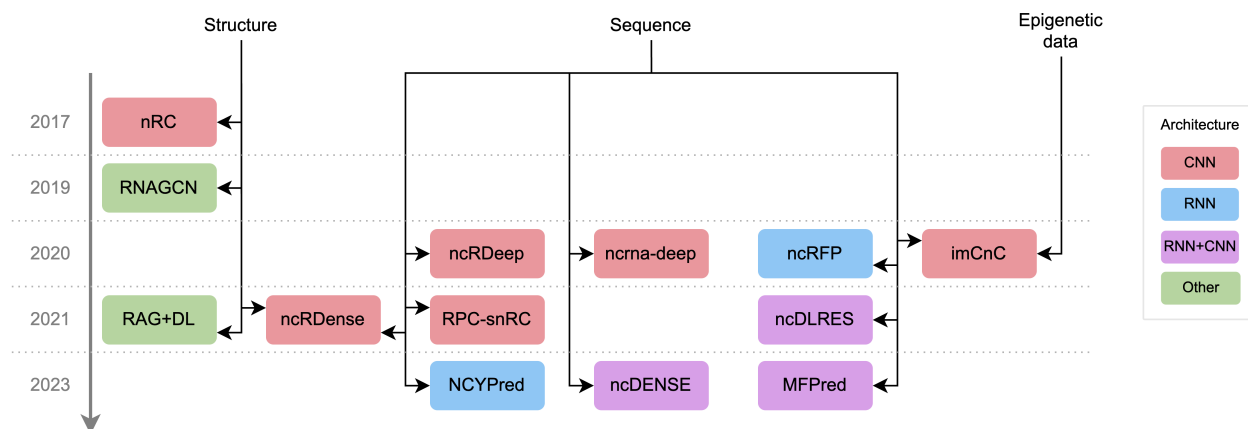 Structure
Sequence
Epigenetic
data
2017
nRC
2019
RNAGCN
2020
ncRDeep
ncrna-deep
ncRFP
imCnC
2021
RAG+DL
ncRDense
RPC-snRC
ncDLRES
2023
NCYPred
ncDENSE
MFPred
Architecture
CNN
RNN
RNN+CNN
Other